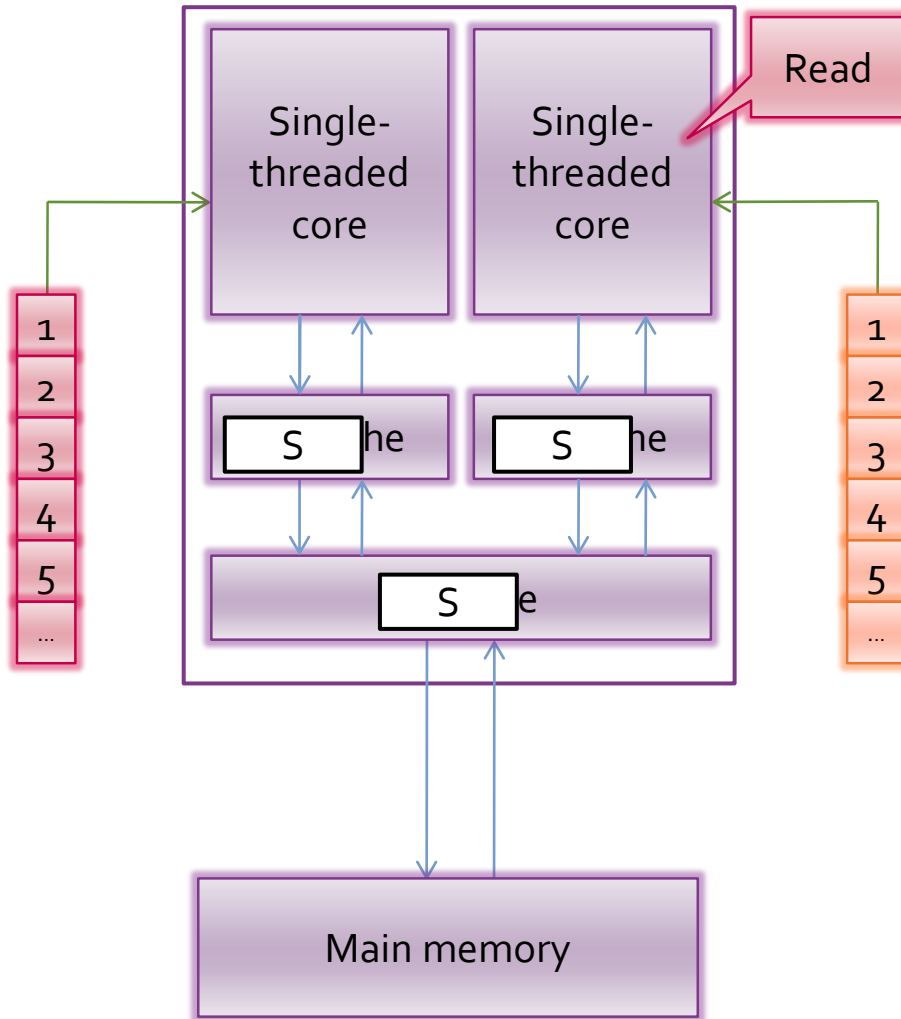 Single-
threaded
core
Single-
threaded
core
Read
1
2
3
4
5
...
1
2
3
4
5
...
S he
S he
S e
Main memory